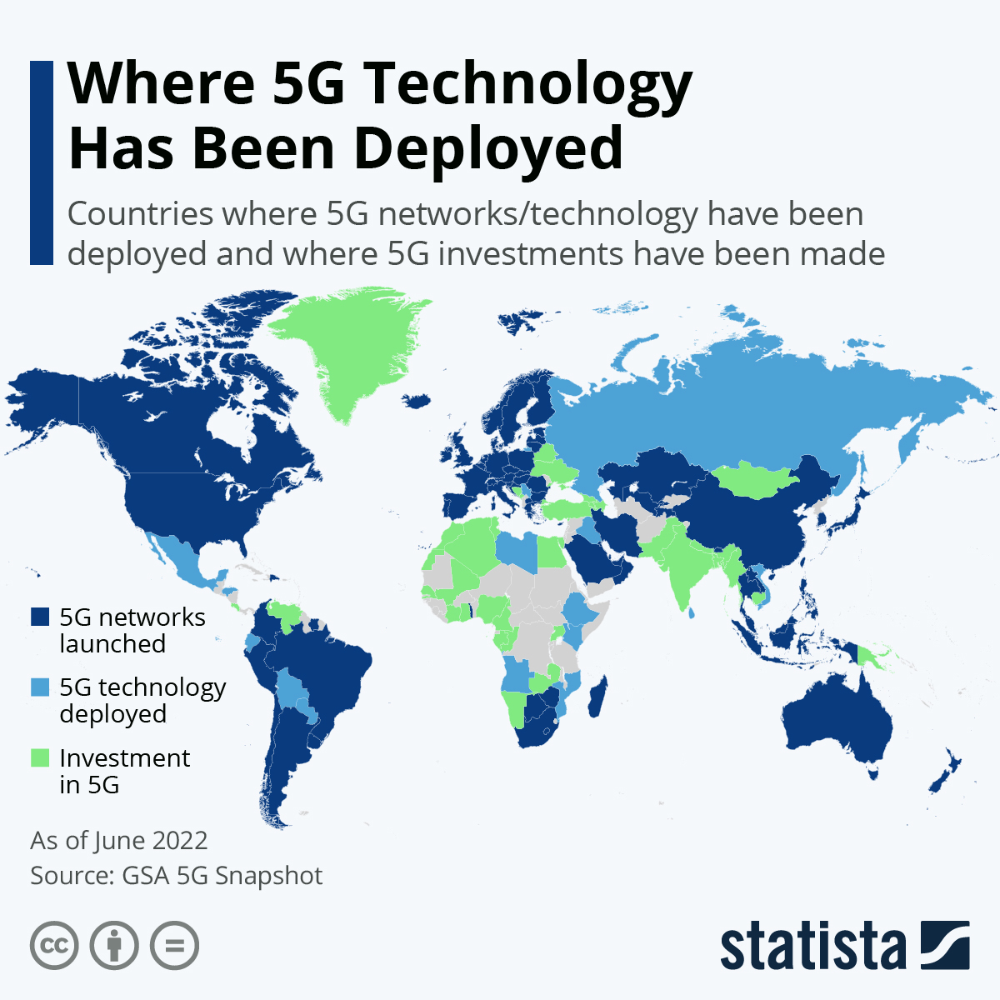 Where 5G Technology
Has Been Deployed
Countries where 5G networks/technology have been
deployed and where 5G investments have been made
5G networks
launched
5G technology
deployed
Investment
in 5G
As of June 2022
Source: GSA 5G Snapshot
cc
statista